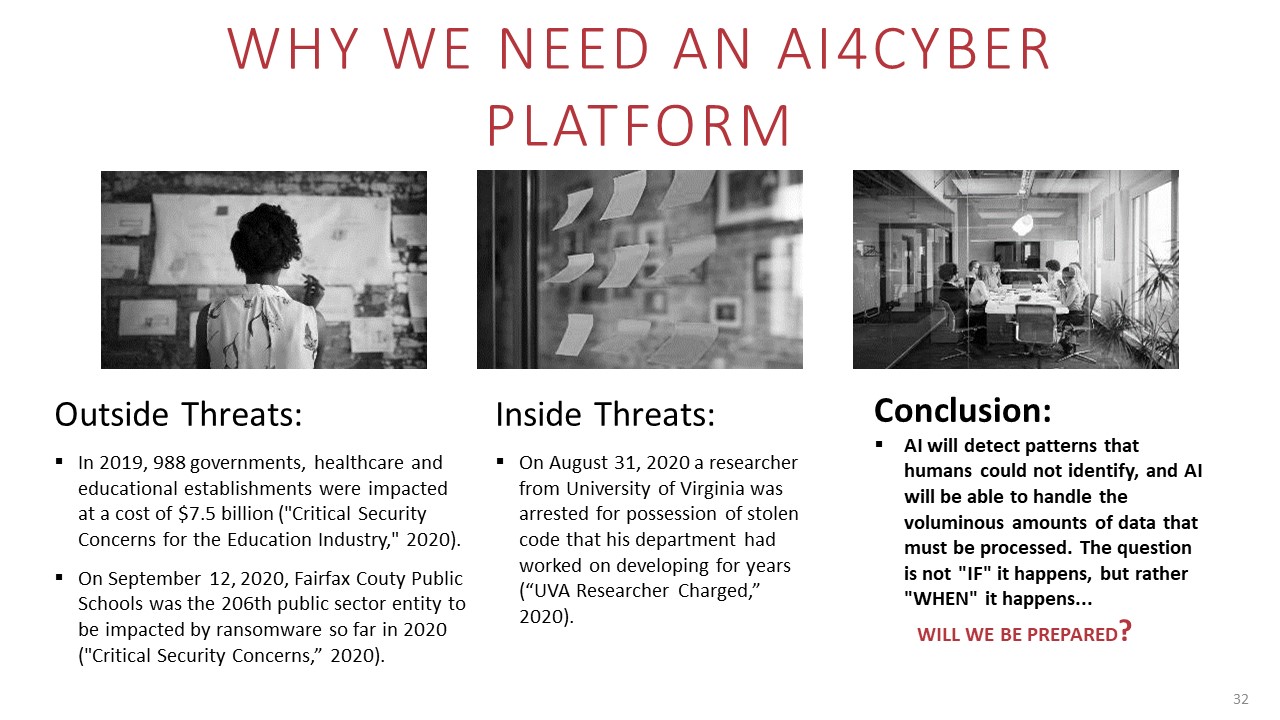 WHY WE NEED AN AI4CYBER
PLATFORM
Outside Threats:
▪ In 2019, 988 governments, healthcare and
educational establishments were impacted
at a cost of $7.5 billion ("Critical Security
Concerns for the Education Industry," 2020).
▪ On September 12, 2020, Fairfax Couty Public
Schools was the 206th public sector entity to
be impacted by ransomware so far in 2020
("Critical Security Concerns,” 2020).
Inside Threats:
▪ On August 31, 2020 a researcher
from University of Virginia was
arrested for possession of stolen
code that his department had
worked on developing for years
(“UVA Researcher Charged,”
2020).
Conclusion:
▪ AI will detect patterns that
humans could not identify, and AI
will be able to handle the
voluminous amounts of data that
must be processed. The question
is not "IF" it happens, but rather
"WHEN" it happens...
WILL WE BE PREPARED?
32